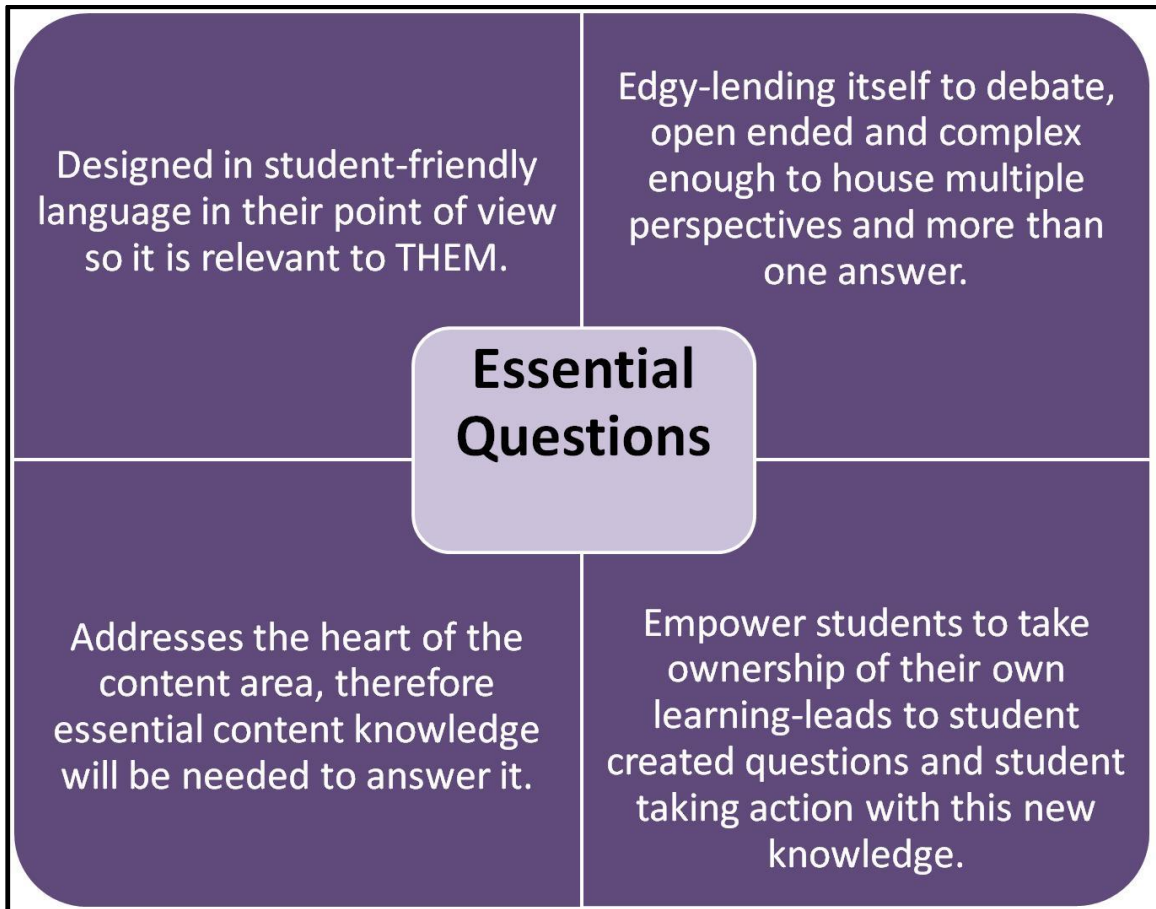 Designed in student-friendly
language in their point of view
so it is relevant to THEM.
Edgy-lending itself to debate,
open ended and complex
enough to house multiple
perspectives and more than
one answer.
Essential
Questions
Addresses the heart of the
content area, therefore
essential content knowledge
will be needed to answer it.
Empower students to take
ownership of their own
learning-leads to student
created questions and student
taking action with this new
knowledge.